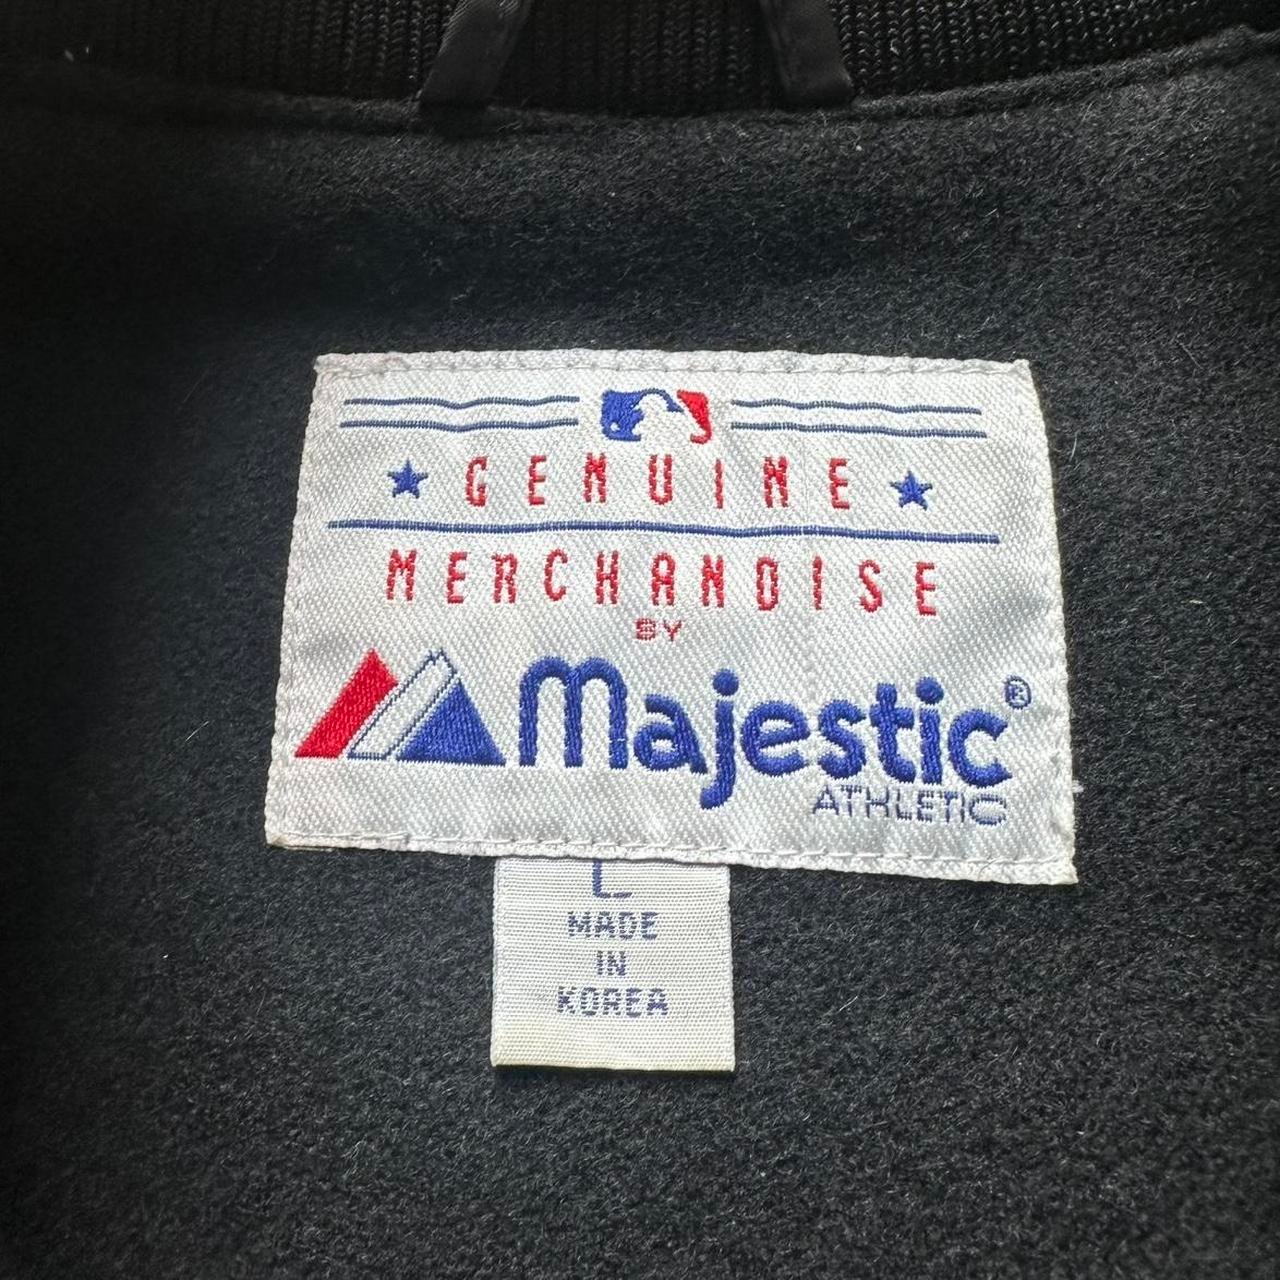 GENUINE
MERCHANDISE
BY
Majestic®
ATHLETIC
L
MADE
IN
KOREA